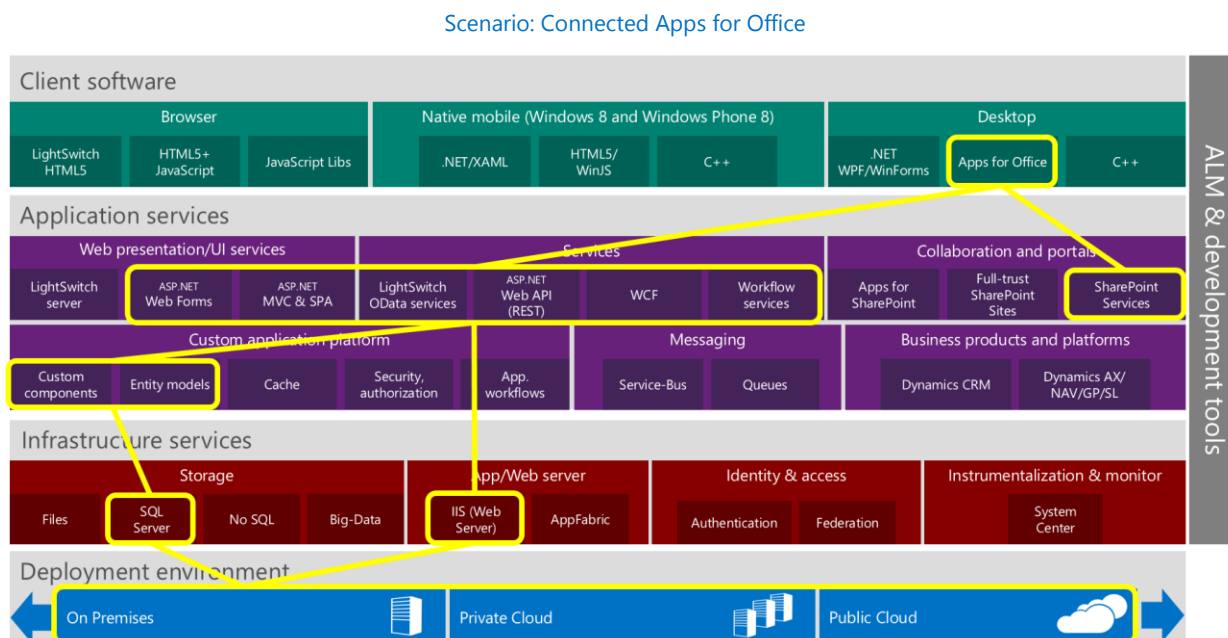 Scenario: Connected Apps for Office
Client software
Browser
LightSwitch
HTML5
HTML5+
JavaScript
JavaScript Libs
Native mobile (Windows 8 and Windows Phone 8)
.NET/XAML
HTML5/
WinJS
C++
Desktop
.NET
WPF/WinForms
Apps for Office
C++
Application services
Web presentation/UI services
LightSwitch
server
ASP.NET
Web Forms
ASP.NET
MVC & SPA
Services
LightSwitch
OData services
ASP.NET
Web API
(REST)
WCF
Workflow
services
Collaboration and portals
Apps for
SharePoint
Full-trust
SharePoint
Sites
SharePoint
Services
Custom application platform
Custom
components
Entity models
Cache
Security,
authorization
App.
workflows
Messaging
Service-Bus
Queues
Business products and platforms
Dynamics CRM
Dynamics AX/
NAV/GP/SL
Infrastructure services
Storage
Files
SQL
Server
No SQL
Big-Data
App/Web server
IIS (Web
Server)
AppFabric
Identity & access
Authentication
Federation
Instrumentalization & monitor
System
Center
Deployment environment
On Premises
Private Cloud
Public Cloud
ALM & development tools